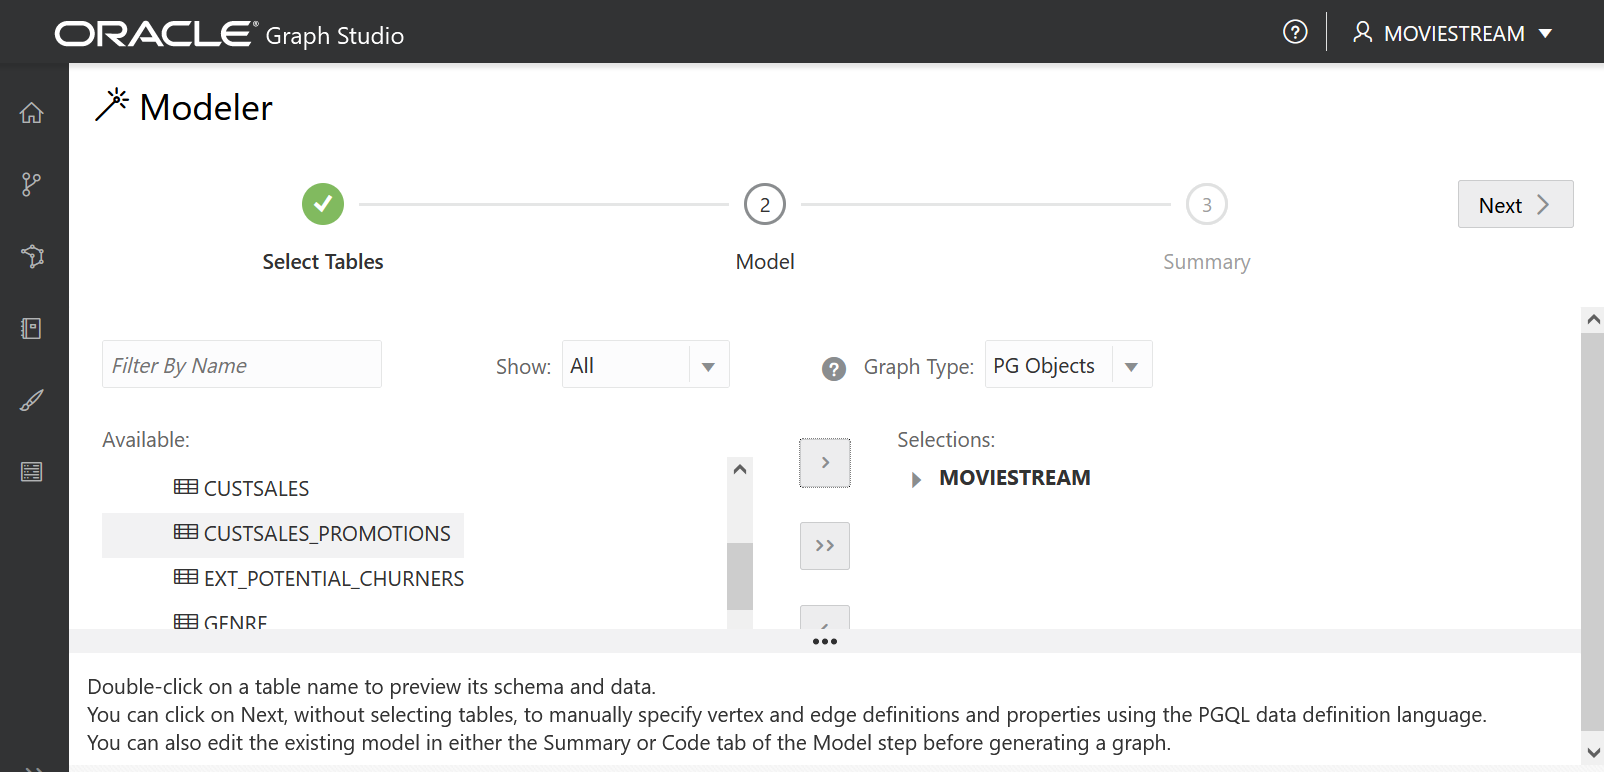 ORACLE® Graph Studio
? MOVIESTREAM
Modeler
2
3
Next
Select Tables
Model
Summary
Filter By Name
Show: All
? Graph Type: PG Objects
Available:
Selections:
MOVIESTREAM
CUSTSALES
CUSTSALES_PROMOTIONS
EXT_POTENTIAL_CHURNERS
GENRE
Double-click on a table name to preview its schema and data.
You can click on Next, without selecting tables, to manually specify vertex and edge definitions and properties using the PGQL data definition language.
You can also edit the existing model in either the Summary or Code tab of the Model step before generating a graph.